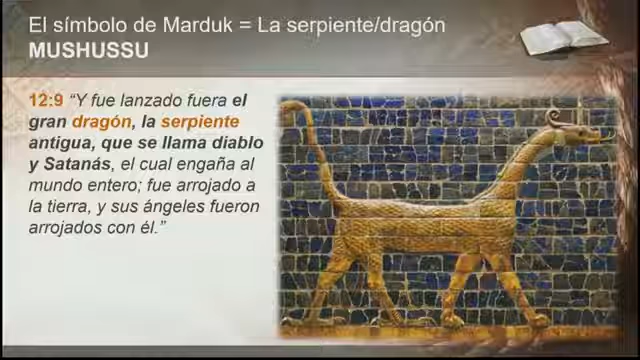 El símbolo de Marduk = La serpiente/dragón
MUSHUSSU
12:9 “Y fue lanzado fuera el
gran dragón, la serpiente
antigua, que se llama diablo
y Satanás, el cual engaña al
mundo entero; fue arrojado a
la tierra, y sus ángeles fueron
arrojados con él.”